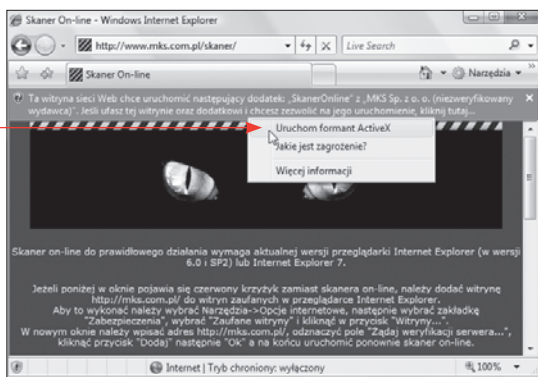 Skaner On-line - Windows Internet Explorer
http://www.mks.com.pl/skaner/
Live Search
Skaner On-line
Narzędzia
Ta witryna sieci Web chce uruchomić następujący dodatek: „SkanerOnline” z „MKS Sp. z o. o. (niezweryfikowany
wydawca)”. Jeśli ufasz tej witrynie oraz dodatkowi i chcesz zezwolić na jego uruchomienie, kliknij tutaj...
Uruchom formant ActiveX
Jakie jest zagrożenie?
Więcej informacji
Skaner on-line do prawidłowego działania wymaga aktualnej wersji przeglądarki Internet Explorer (w wersji
6.0 i SP2) lub Internet Explorer 7.
Jeżeli poniżej w oknie pojawia się czerwony krzyżyk zamiast skanera on-line, należy dodać witrynę
http://mks.com.pl/ do witryn zaufanych w przeglądarce Internet Explorer.
Aby to wykonać należy wybrać Narzędzia->Opcje internetowe, następnie wybrać zakładkę
"Zabezpieczenia", wybrać "Zaufane witryny" i kliknąć w przycisk "Witryny...".
W nowym oknie należy wpisać adres http://mks.com.pl, odznaczyć pole "Żądaj weryfikacji serwera...",
kliknąć przycisk "Dodaj" następnie "Ok" a na końcu uruchomić ponownie skaner on-line.
Internet | Tryb chroniony: wyłączony
100%